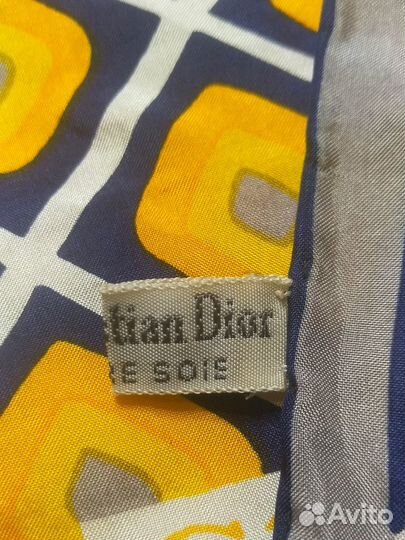 tian Dior
RE SOIE
Avito